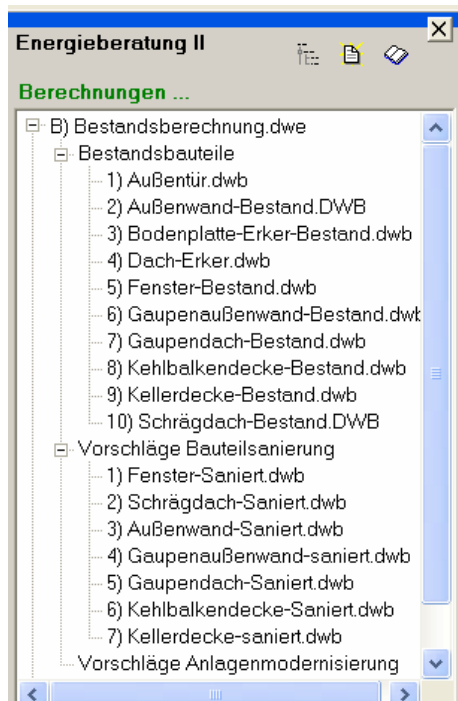 Energieberatung II
Berechnungen ...
B) Bestandsberechnung.dwe
Bestandsbauteile
1) Außentür.dwb
2) Außenwand-Bestand.DWB
3) Bodenplatte-Erker-Bestand.dwb
4) Dach-Erker.dwb
5) Fenster-Bestand.dwb
6) Gaupenaußenwand-Bestand.dwb
7) Gaupendach-Bestand.dwb
8) Kehlbalkendecke-Bestand.dwb
9) Kellerdecke-Bestand.dwb
10) Schrägdach-Bestand.DWB
Vorschläge Bauteilsanierung
1) Fenster-Saniert.dwb
2) Schrägdach-Saniert.dwb
3) Außenwand-Saniert.dwb
4) Gaupenaußenwand-saniert.dwb
5) Gaupendach-Saniert.dwb
6) Kehlbalkendecke-Saniert.dwb
7) Kellerdecke-saniert.dwb
Vorschläge Anlagenmodernisierung